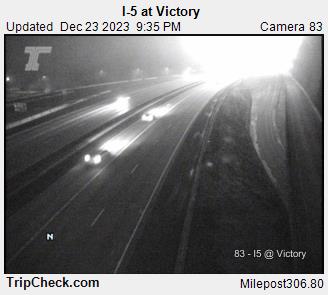 I-5 at Victory
Updated Dec 23 2023 9:35 PM Camera 83
T
N
83 - I5 @ Victory
TripCheck.com Milepost306.80